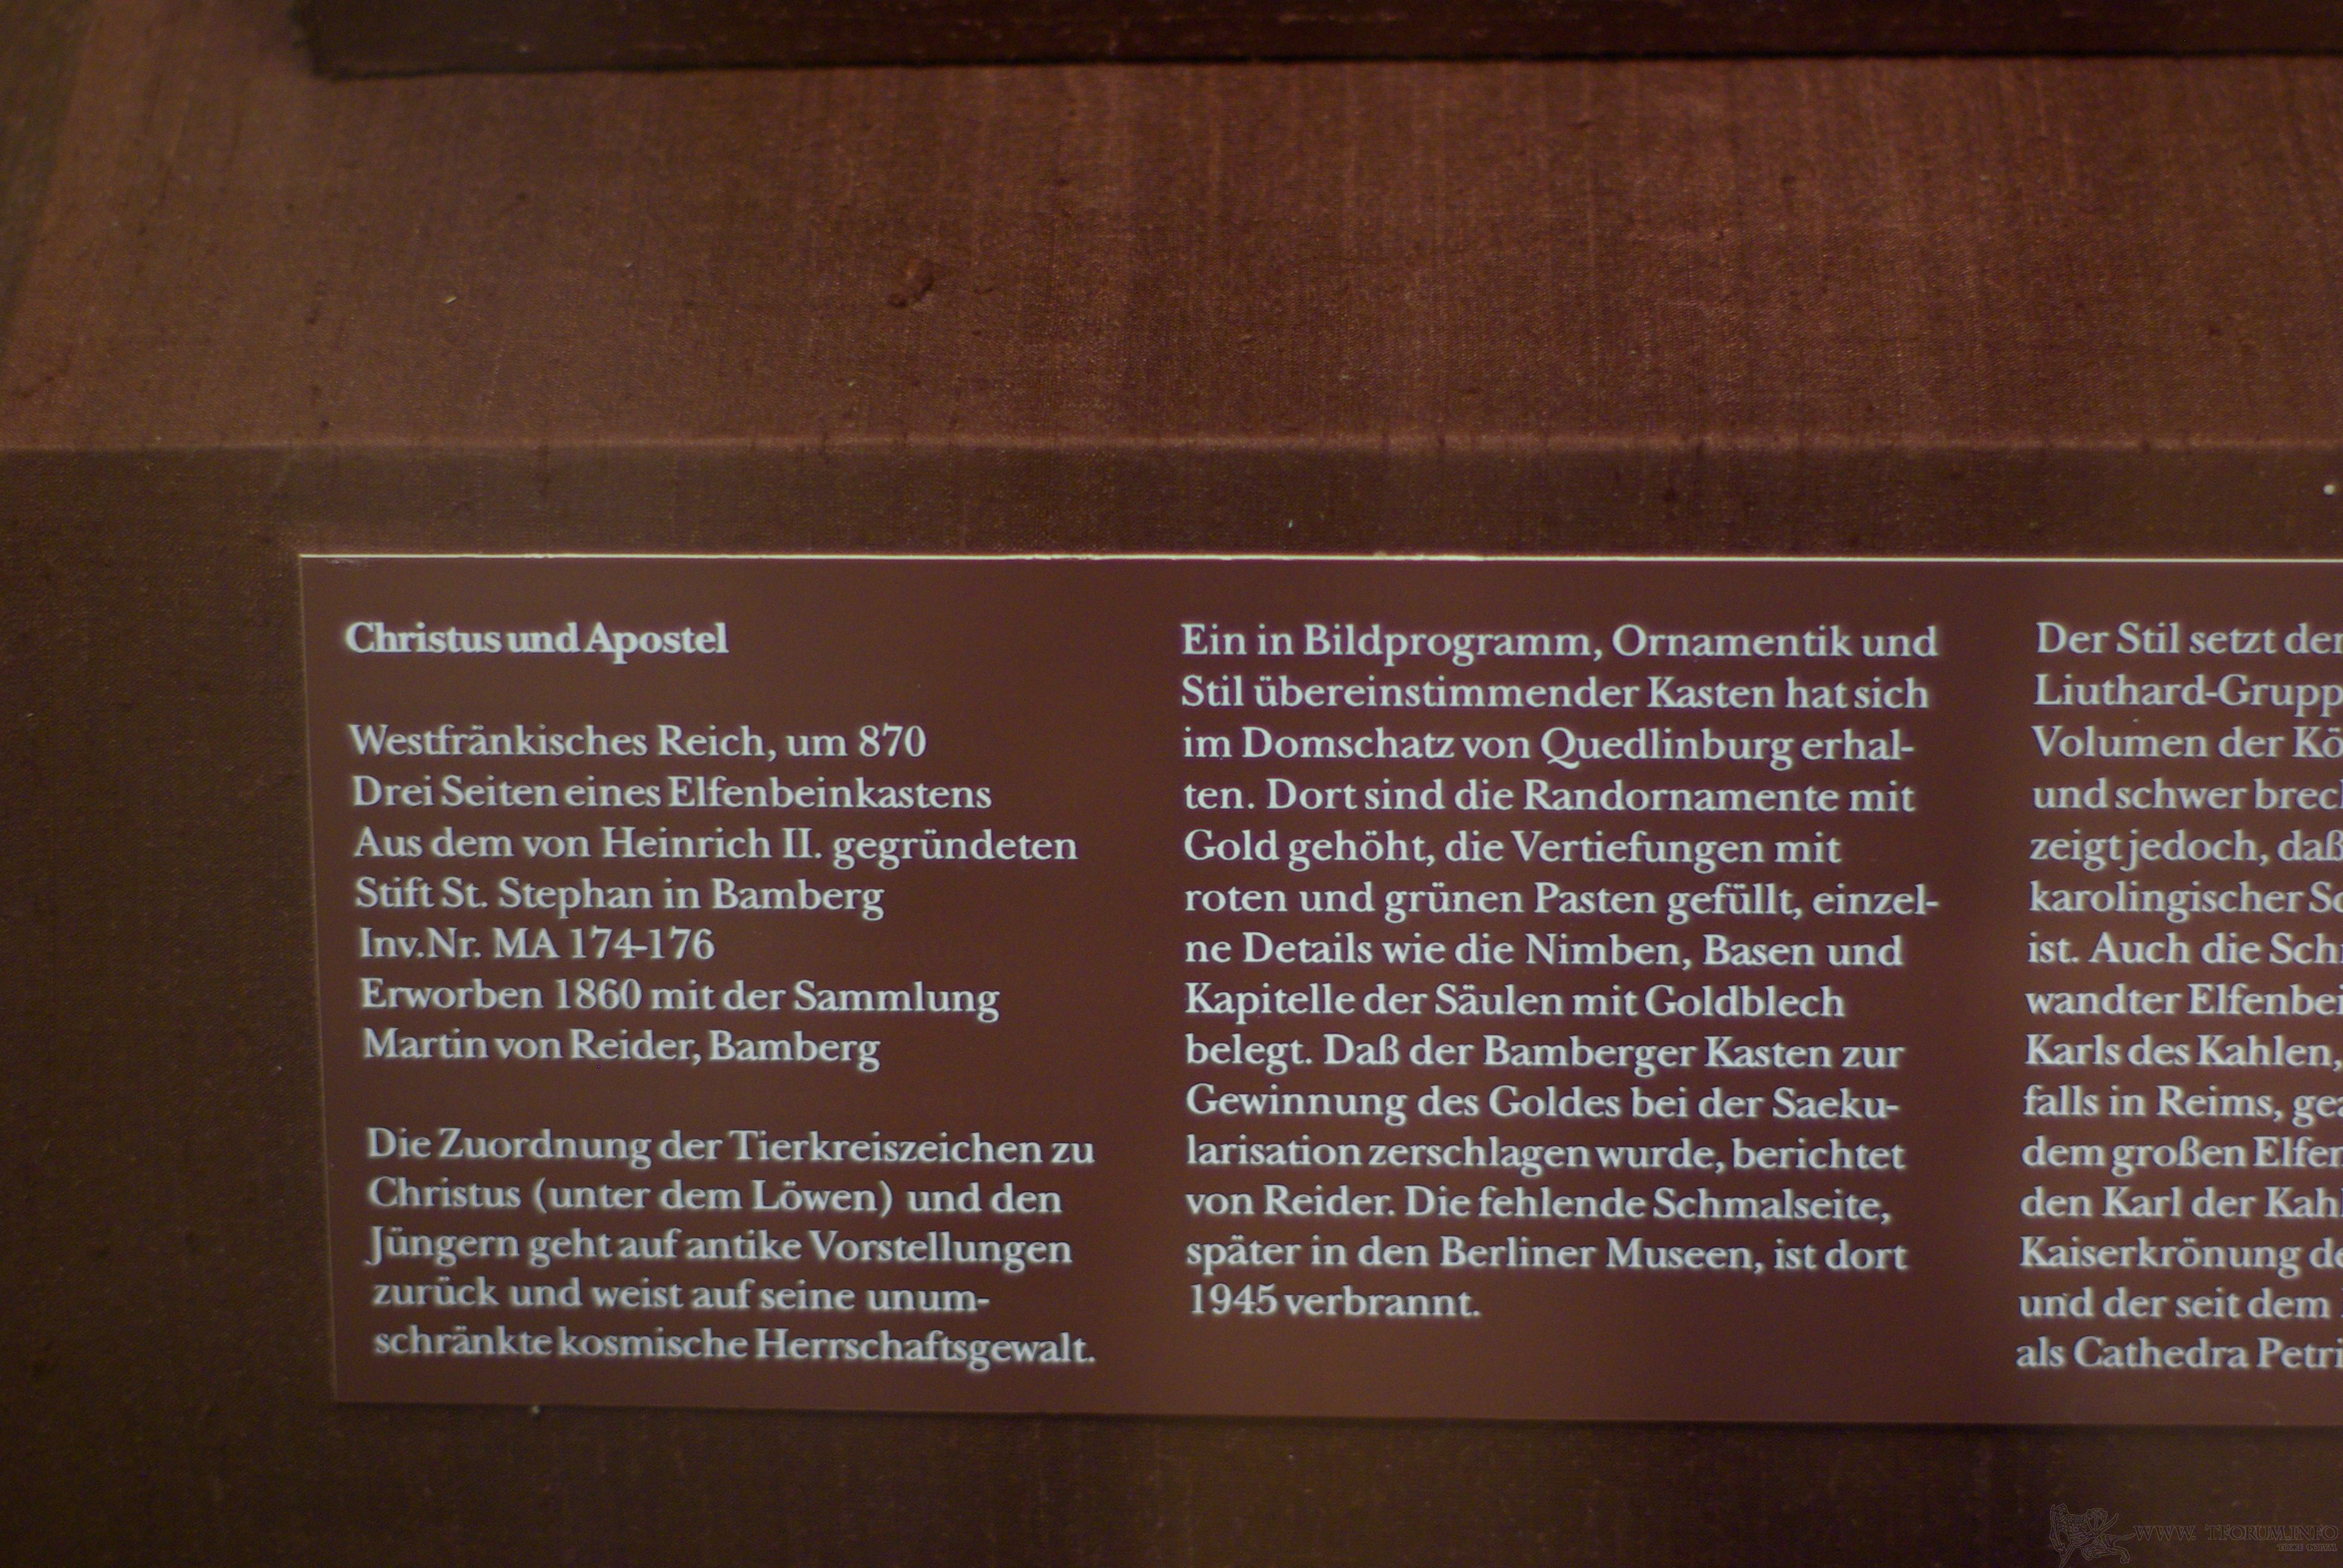 Christus und Apostel
Westfränkisches Reich, um 870
Drei Seiten eines Elfenbeinkastens
Aus dem von Heinrich II. gegründeten
Stift St. Stephan in Bamberg
Inv.Nr. MA 174-176
Erworben 1860 mit der Sammlung
Martin von Reider, Bamberg
Die Zuordnung der Tierkreiszeichen zu
Christus (unter dem Löwen) und den
Jüngern geht auf antike Vorstellungen
zurück und weist auf seine unum-
schränkte kosmische Herrschaftsgewalt.
Ein in Bildprogramm, Ornamentik und
Stil übereinstimmender Kasten hat sich
im Domschatz von Quedlinburg erhal-
ten. Dort sind die Randornamente mit
Gold gehöht, die Vertiefungen mit
roten und grünen Pasten gefüllt, einzel-
ne Details wie die Nimben, Basen und
Kapitelle der Säulen mit Goldblech
belegt. Daß der Bamberger Kasten zur
Gewinnung des Goldes bei der Saeku-
larisation zerschlagen wurde, berichtet
von Reider. Die fehlende Schmalseite,
später in den Berliner Museen, ist dort
1945 verbrannt.
Der Stil setzt
Liuthard-Grupp
Volumen der
und schwer
zeigt jedoch, daß
karolingischer
ist. Auch die
wandter
Karls des Kahlen,
falls in Reims,
dem großen
den Karl der
Kaiserkrönung
und der seit dem
als Cathedra Petri
WWW.TFORUM.INFO